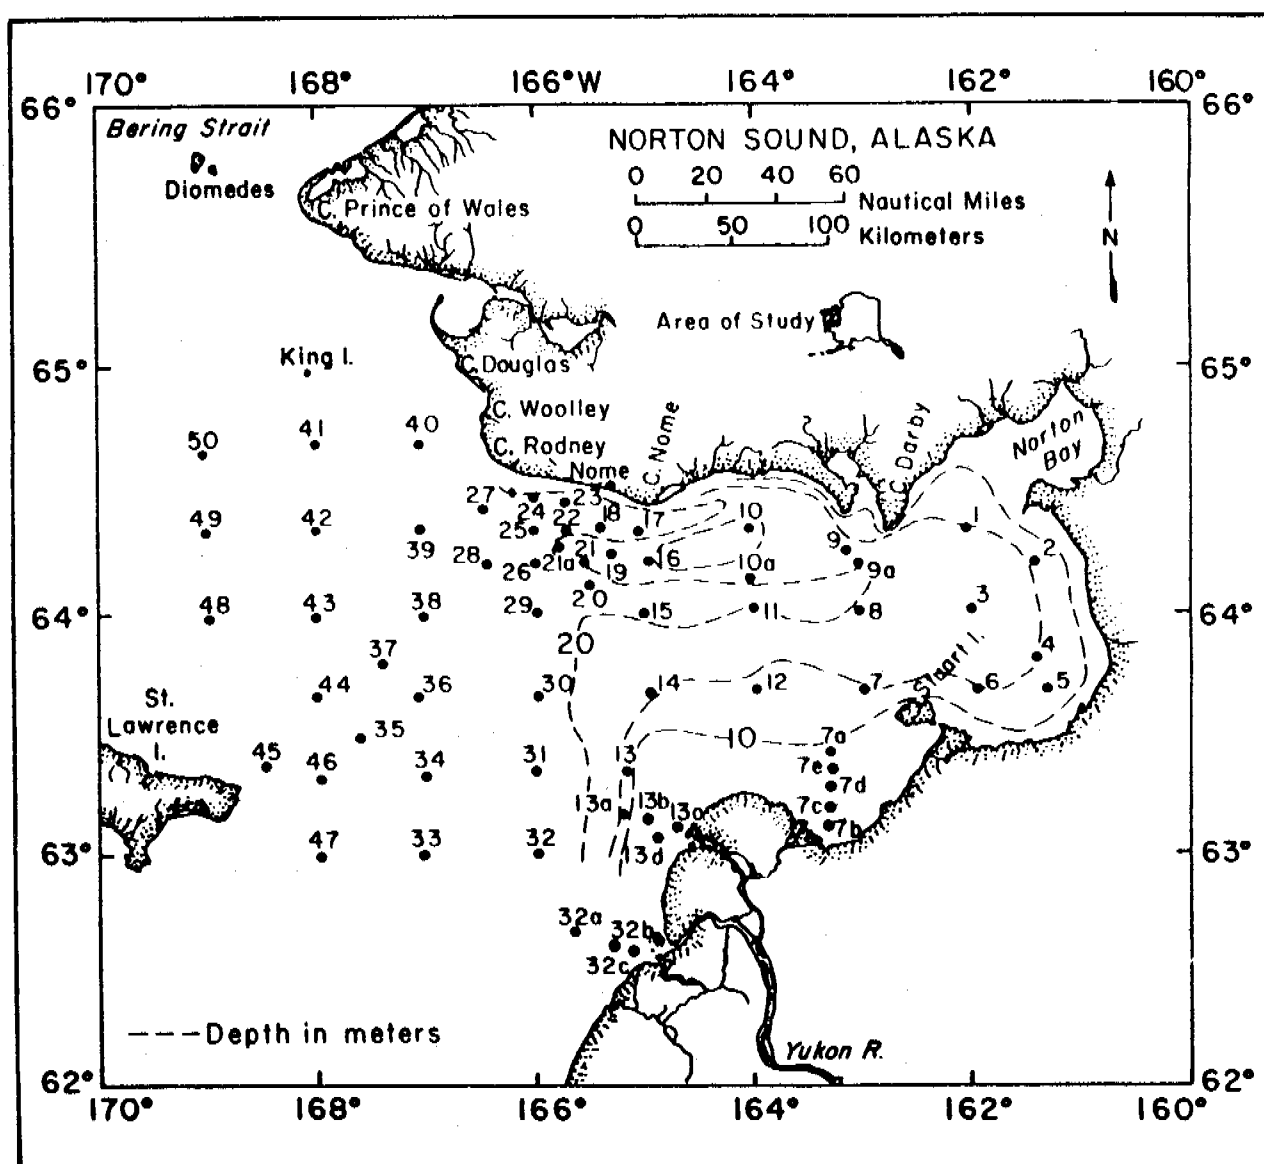 170° 168° 166°W 164° 162° 160°
66° 66°
Bering Strait
NORTON SOUND, ALASKA
Diomedes
0 20 40 60
Nautical Miles
C. Prince of Wales
0 50 100
Kilometers
N
Area of Study
King I.
65° 65°
C. Douglas
C. Woolley
C. Nome
C. Darby
Norton
Bay
C. Rodney
Nome
50 41 40
27 24 23 18 17 10 1
49 42 39 25 22
28 26 21a 21 19 16 10a 9 9a 2
48 43 38 29 20 15 11 8 3
64° 64°
20
37 4
Stuart I.
44 36 30 14 12 7 6 5
St.
Lawrence
I.
35 10 7a
45 46 34 31 13 7e
7d
13a 13b 13c 7c
7b
47 33 32 13d
63° 63°
32a 32b
32c
Depth in meters
Yukon R.
62° 62°
170° 168° 166° 164° 162° 160°